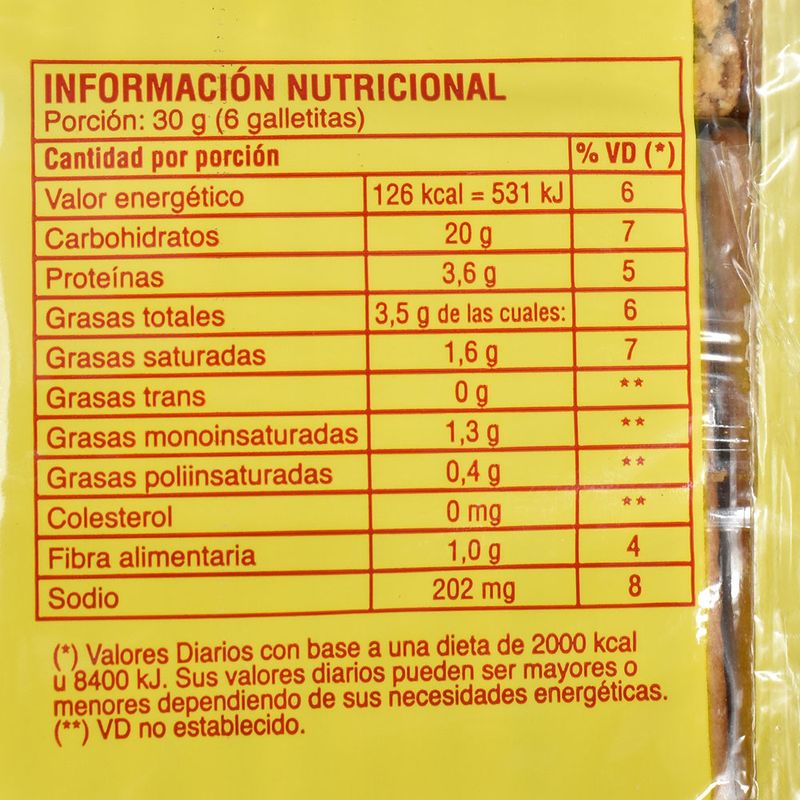 INFORMACIÓN NUTRICIONAL
Porción: 30 g (6 galletitas)
Cantidad por porción % VD (*)
Valor energético 126 kcal = 531 kJ 6
Carbohidratos 20 g 7
Proteínas 3,6 g 5
Grasas totales 3,5 g de las cuales: 6
Grasas saturadas 1,6 g 7
Grasas trans 0 g **
Grasas monoinsaturadas 1,3 g **
Grasas poliinsaturadas 0,4 g **
Colesterol 0 mg **
Fibra alimentaria 1,0 g 4
Sodio 202 mg 8
(*) Valores Diarios con base a una dieta de 2000 kcal
u 8400 kJ. Sus valores diarios pueden ser mayores o
menores dependiendo de sus necesidades energéticas.
(**) VD no establecido.